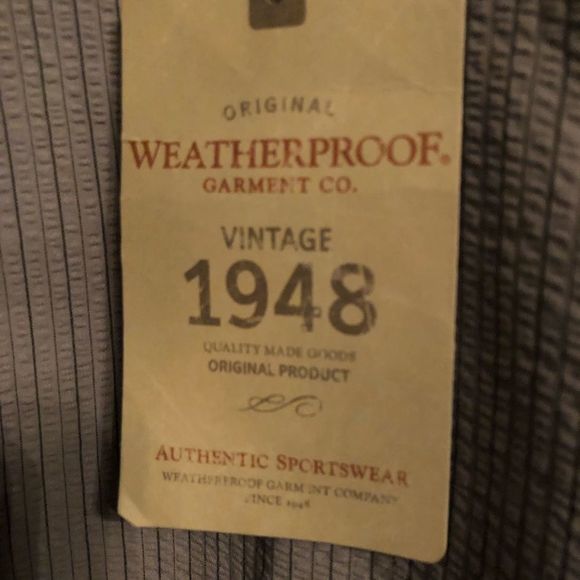 ORIGINAL
WEATHERPROOF®
GARMENT CO.
VINTAGE
1948
QUALITY MADE GOODS
ORIGINAL PRODUCT
AUTHENTIC SPORTSWEAR
WEATHERPROOF GARMENT COMPANY
SINCE 1948